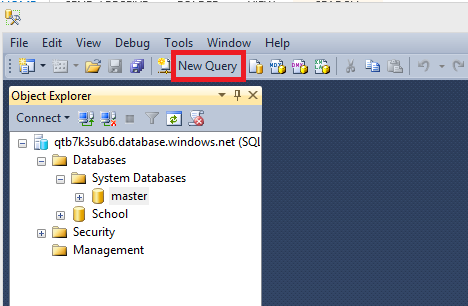 File Edit View Debug Tools Window Help
New Query
Object Explorer
Connect
qtb7k3sub6.database.windows.net (SQL
Databases
System Databases
master
School
Security
Management